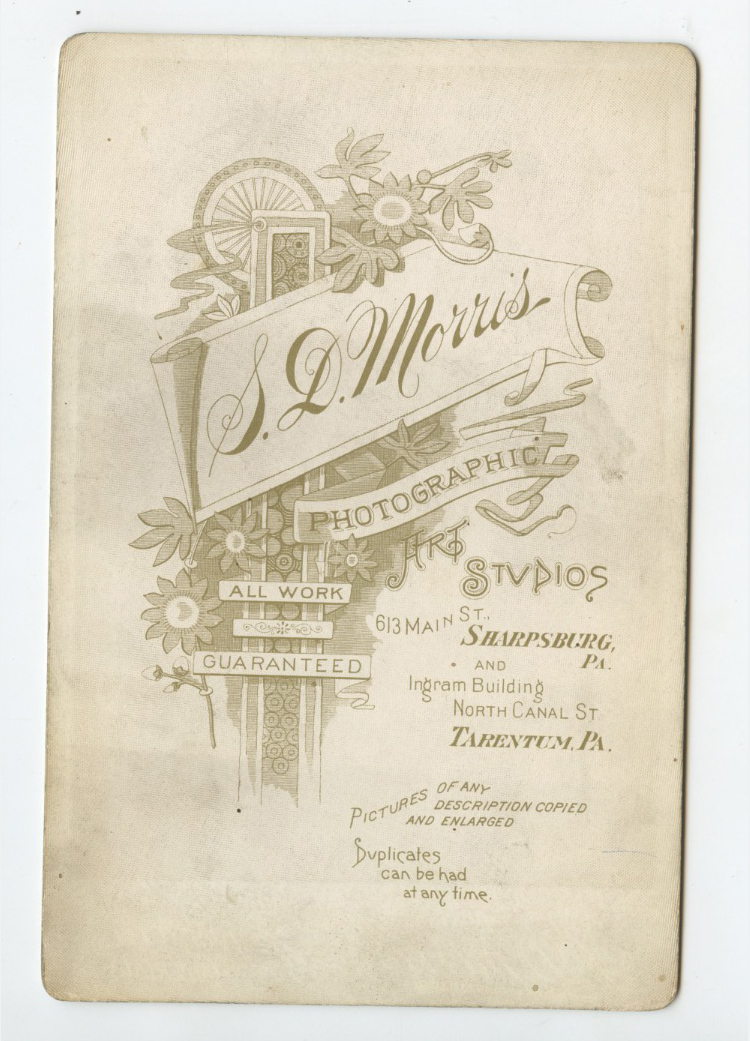 S. D. Morris
PHOTOGRAPHIC
ART
STUDIOS
ALL WORK
GUARANTEED
613 MAIN ST.,
SHARPSBURG,
PA.
AND
Ingram Building
NORTH CANAL ST
TARENTUM, PA.
PICTURES OF ANY
DESCRIPTION COPIED
AND ENLARGED
Duplicates
can be had
at any time.